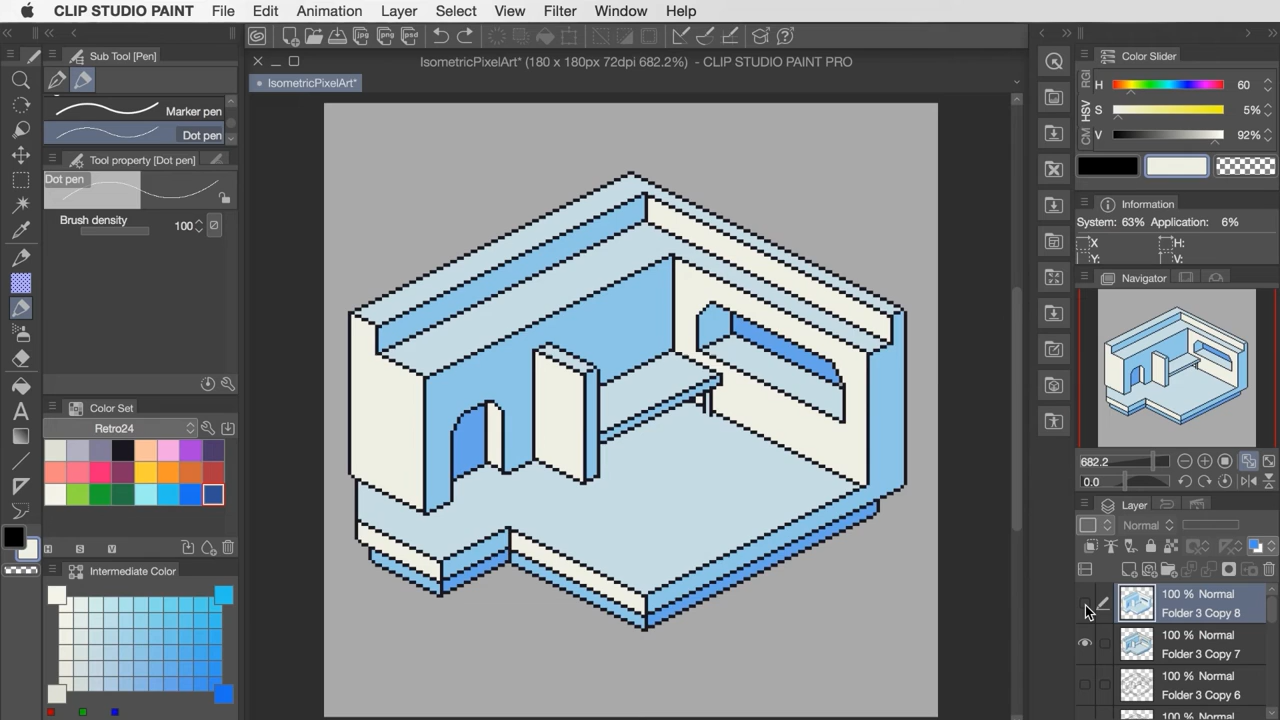 CLIP STUDIO PAINT File Edit Animation Layer Select View Filter Window Help
IsometricPixelArt* (180 x 180px 72dpi 682.2%) - CLIP STUDIO PAINT PRO
IsometricPixelArt*
Sub Tool [Pen]
Marker pen
Dot pen
Tool property [Dot pen]
Dot pen
Brush density
100
Color Set
Retro24
H S V
Intermediate Color
Color Slider
HSV
CM
H 60
S 5%
V 92%
Information
System: 63% Application: 6%
X H:
Y: V:
Navigator
682.2
0.0
Layer
Normal
100 % Normal
Folder 3 Copy 8
100 % Normal
Folder 3 Copy 7
100 % Normal
Folder 3 Copy 6
100 % Normal